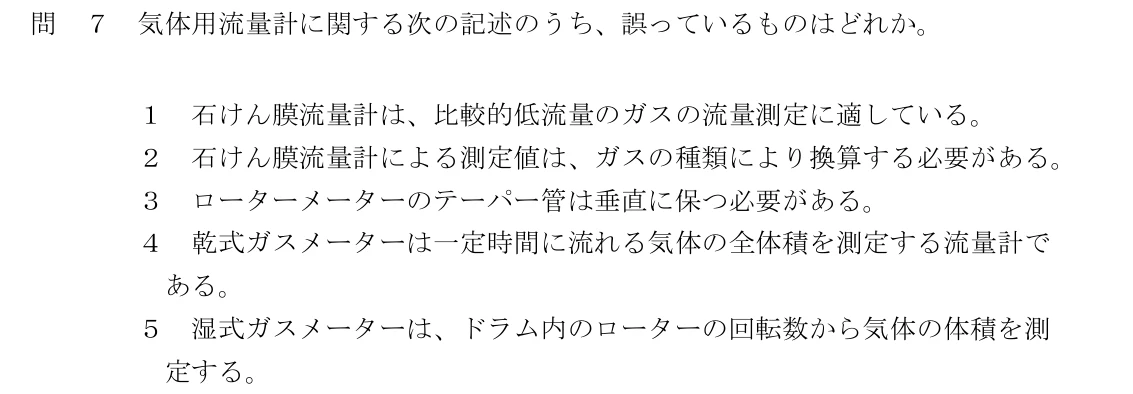 問　７　気体用流量計に関する次の記述のうち、誤っているものはどれか。
１　石けん膜流量計は、比較的低流量のガスの流量測定に適している。
２　石けん膜流量計による測定値は、ガスの種類により換算する必要がある。
３　ローターメーターのテーパー管は垂直に保つ必要がある。
４　乾式ガスメーターは一定時間に流れる気体の全体積を測定する流量計で
ある。
５　湿式ガスメーターは、ドラム内のローターの回転数から気体の体積を測
定する。